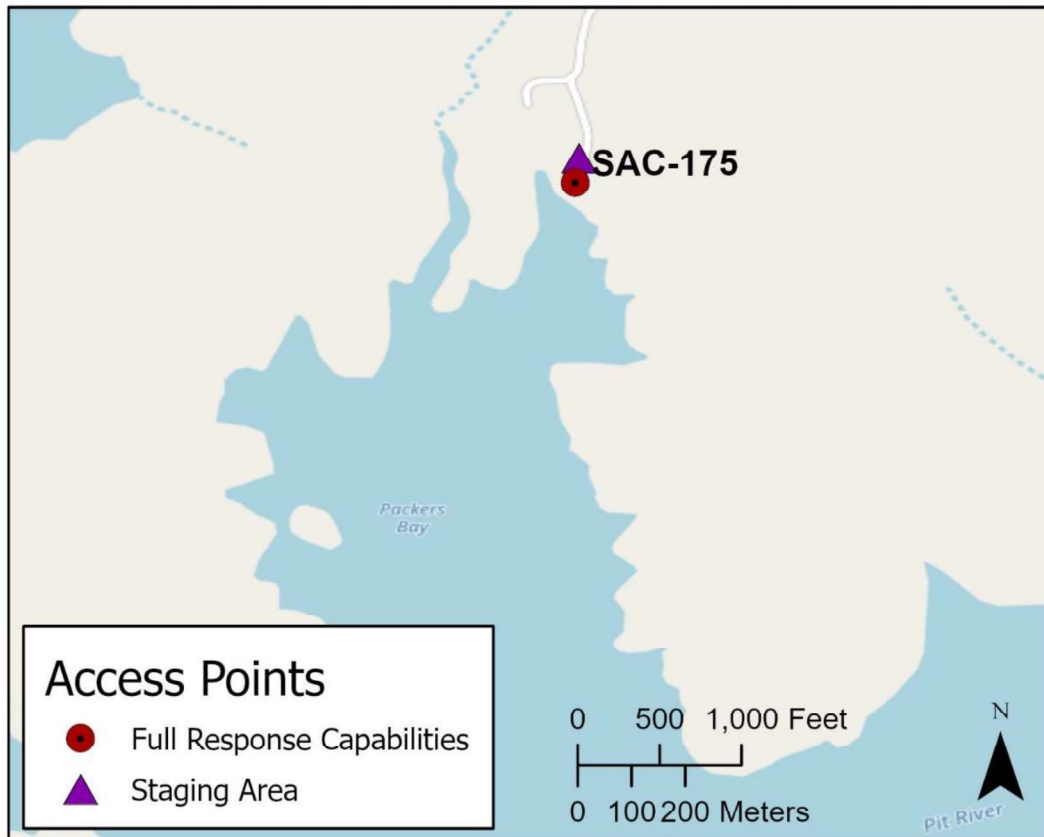 SAC-175
Packers
Bay
Access Points
Full Response Capabilities
Staging Area
0 500 1,000 Feet
0 100 200 Meters
N
Pit River